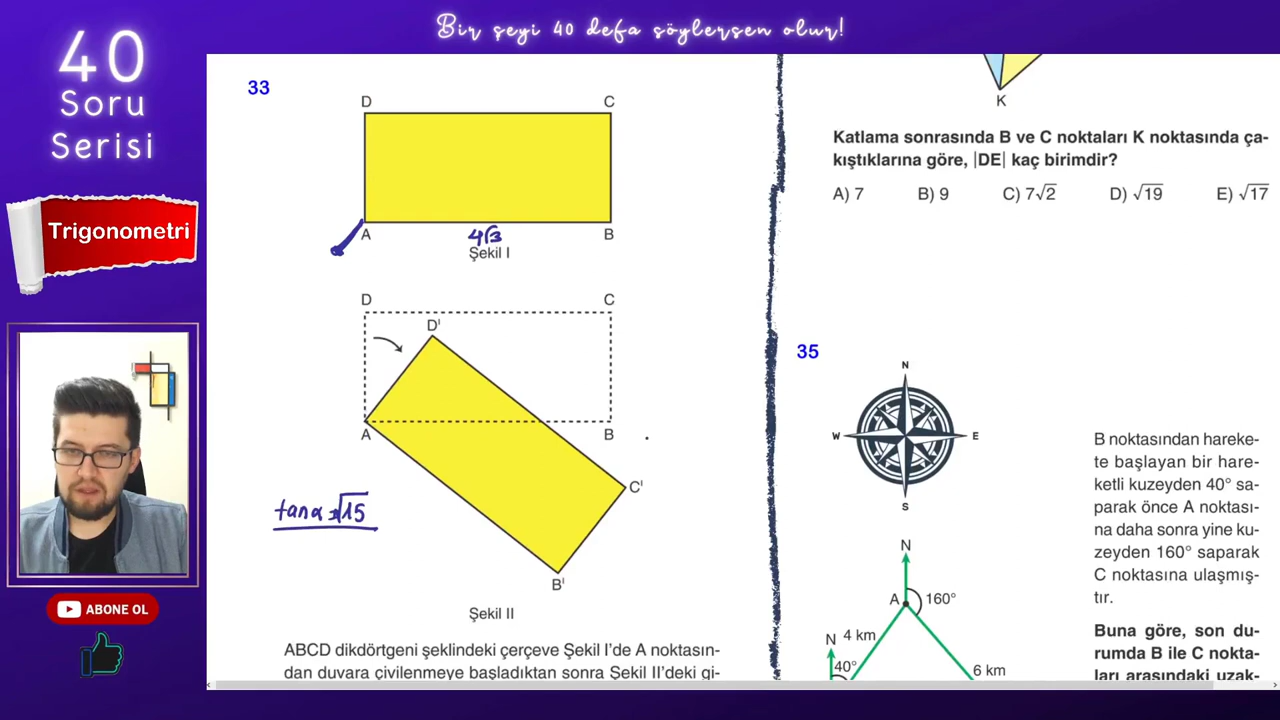 Bir şeyi 40 defa söylersen olur!
40
Soru
Serisi
Trigonometri
ABONE OL
33
D
C
A
B
4√3
Şekil I
D
C
D'
A
B
C'
B'
tanα=√15
Şekil II
ABCD dikdörtgeni şeklindeki çerçeve Şekil I'de A noktasın-
dan duvara çivilenmeye başladıktan sonra Şekil II'deki gi-
K
Katlama sonrasında B ve C noktaları K noktasında ça-
kıştıklarına göre, |DE| kaç birimdir?
A) 7 B) 9 C) 7√2 D) √19 E) √17
35
N
W
E
S
B noktasından hareke-
te başlayan bir hare-
ketli kuzeyden 40° sa-
parak önce A noktası-
na daha sonra yine ku-
zeyden 160° saparak
C noktasına ulaşmış-
tır.
Buna göre, son du-
rumda B ile C nokta-
ları arasındaki uzak-
N
A
160°
N
4 km
40°
6 km